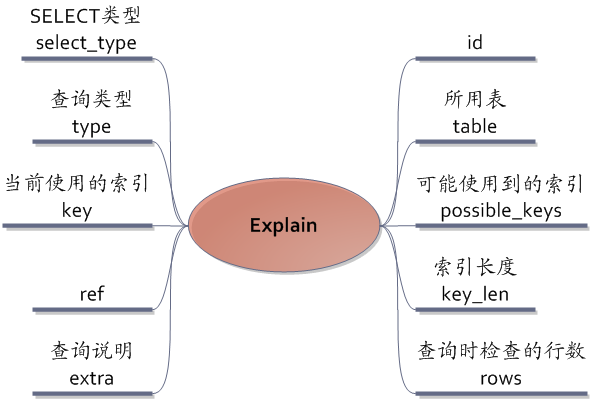 SELECT类型
select_type
id
查询类型
type
所用表
table
当前使用的索引
key
可能使用到的索引
possible_keys
Explain
ref
索引长度
key_len
查询说明
extra
查询时检查的行数
rows